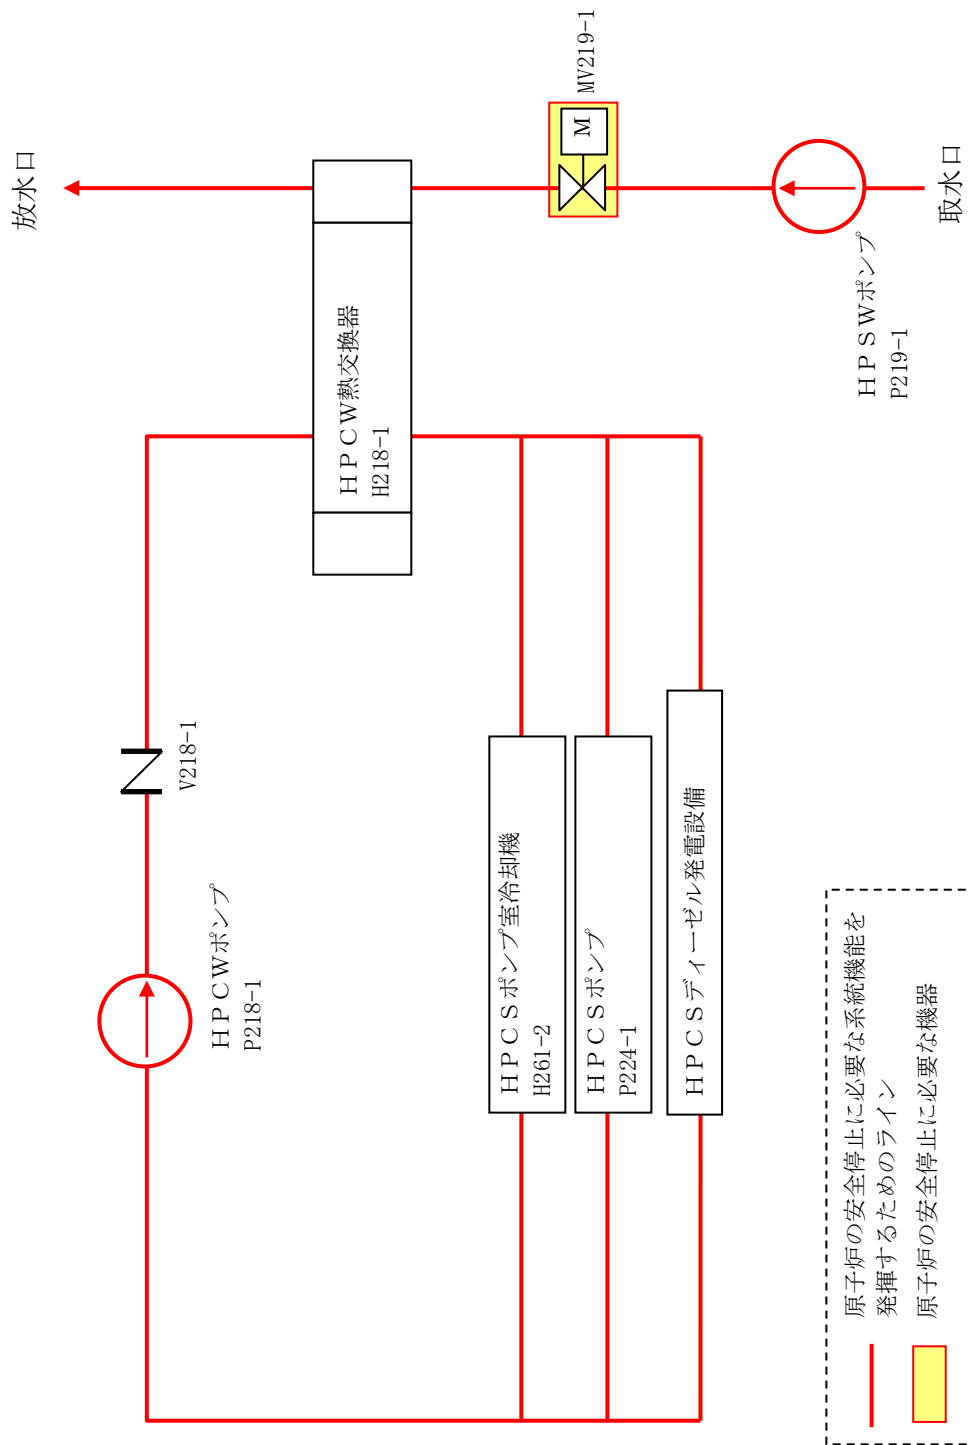 放水口
MV219-1
M
取水口
ＨＰＳＷポンプ
P219-1
ＨＰＣＷ熱交換器
H218-1
V218-1
ＨＰＣＷポンプ
P218-1
ＨＰＣＳポンプ室冷却機
H261-2
ＨＰＣＳポンプ
P224-1
ＨＰＣＳディーゼル発電設備
原子炉の安全停止に必要な系統機能を
発揮するためのライン
原子炉の安全停止に必要な機器